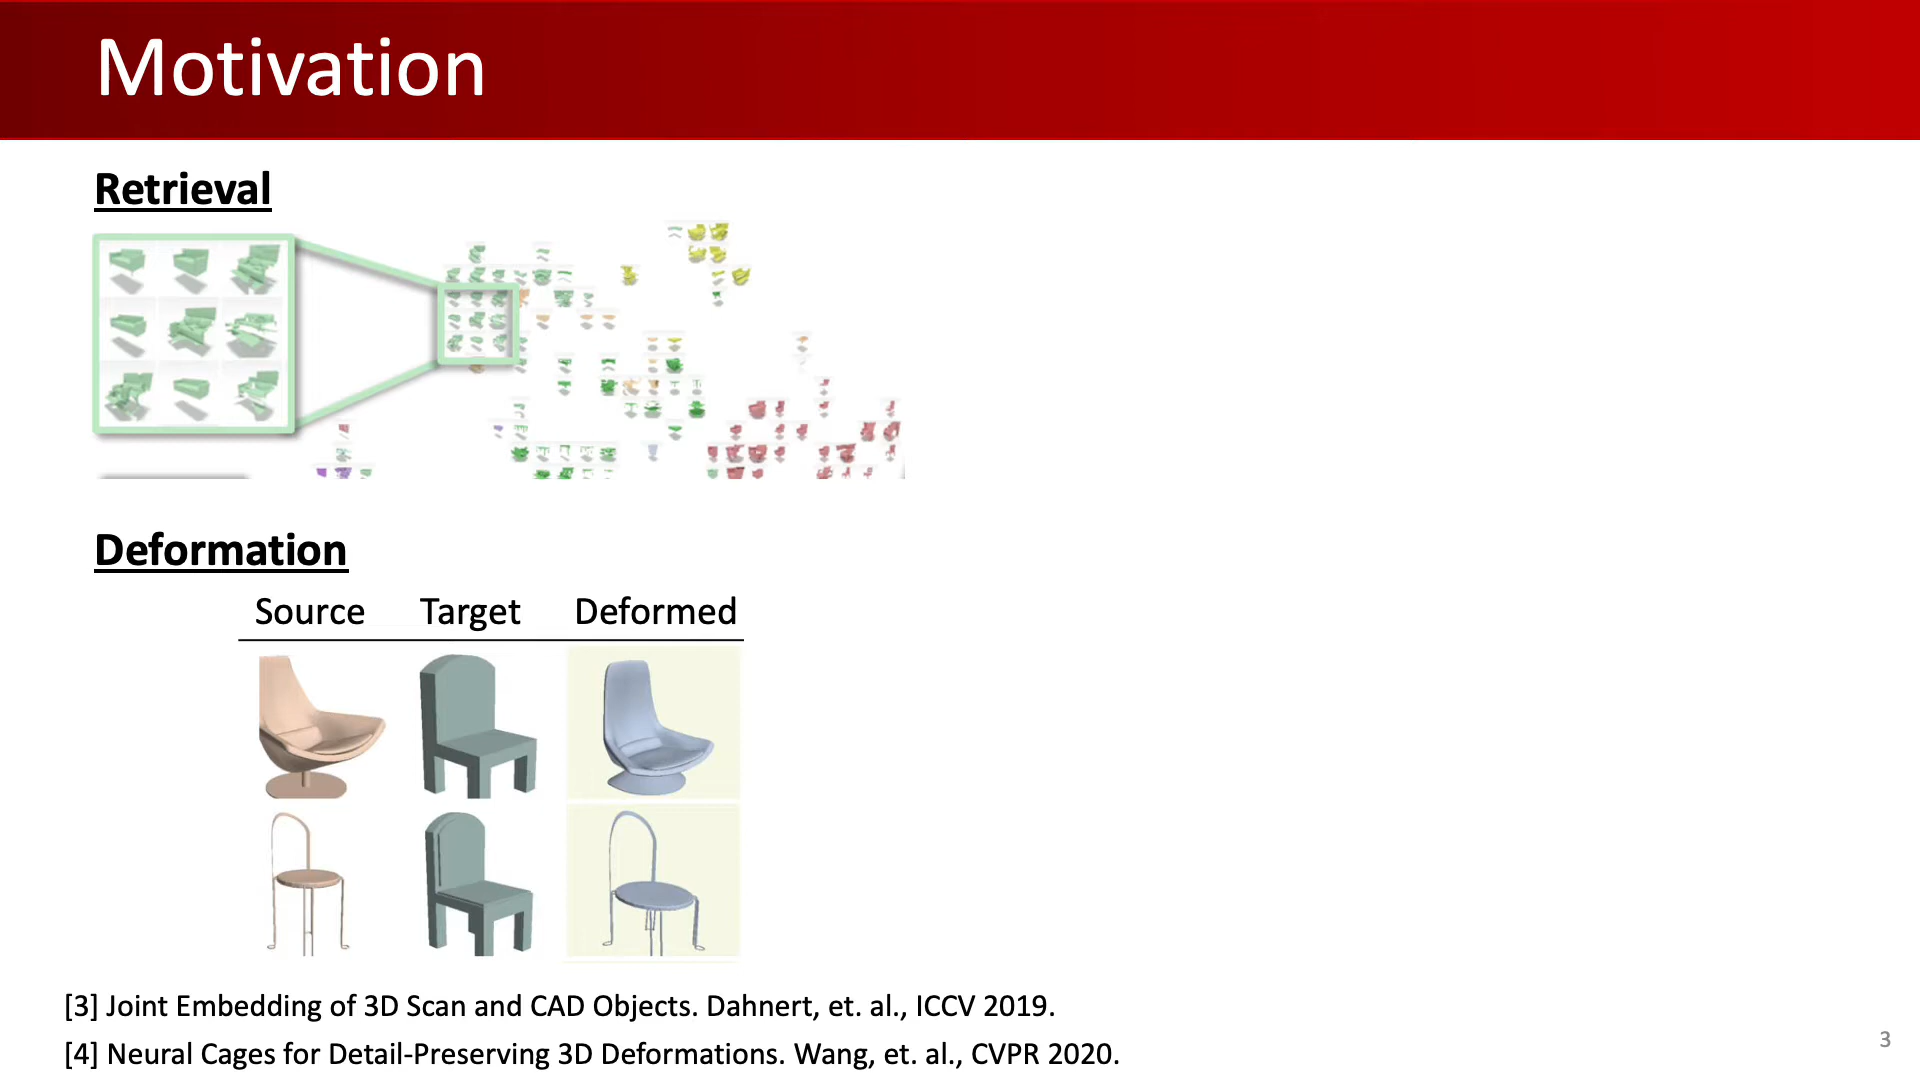 Motivation
Retrieval
Deformation
Source Target Deformed
[3] Joint Embedding of 3D Scan and CAD Objects. Dahnert, et. al., ICCV 2019.
[4] Neural Cages for Detail-Preserving 3D Deformations. Wang, et. al., CVPR 2020.
3